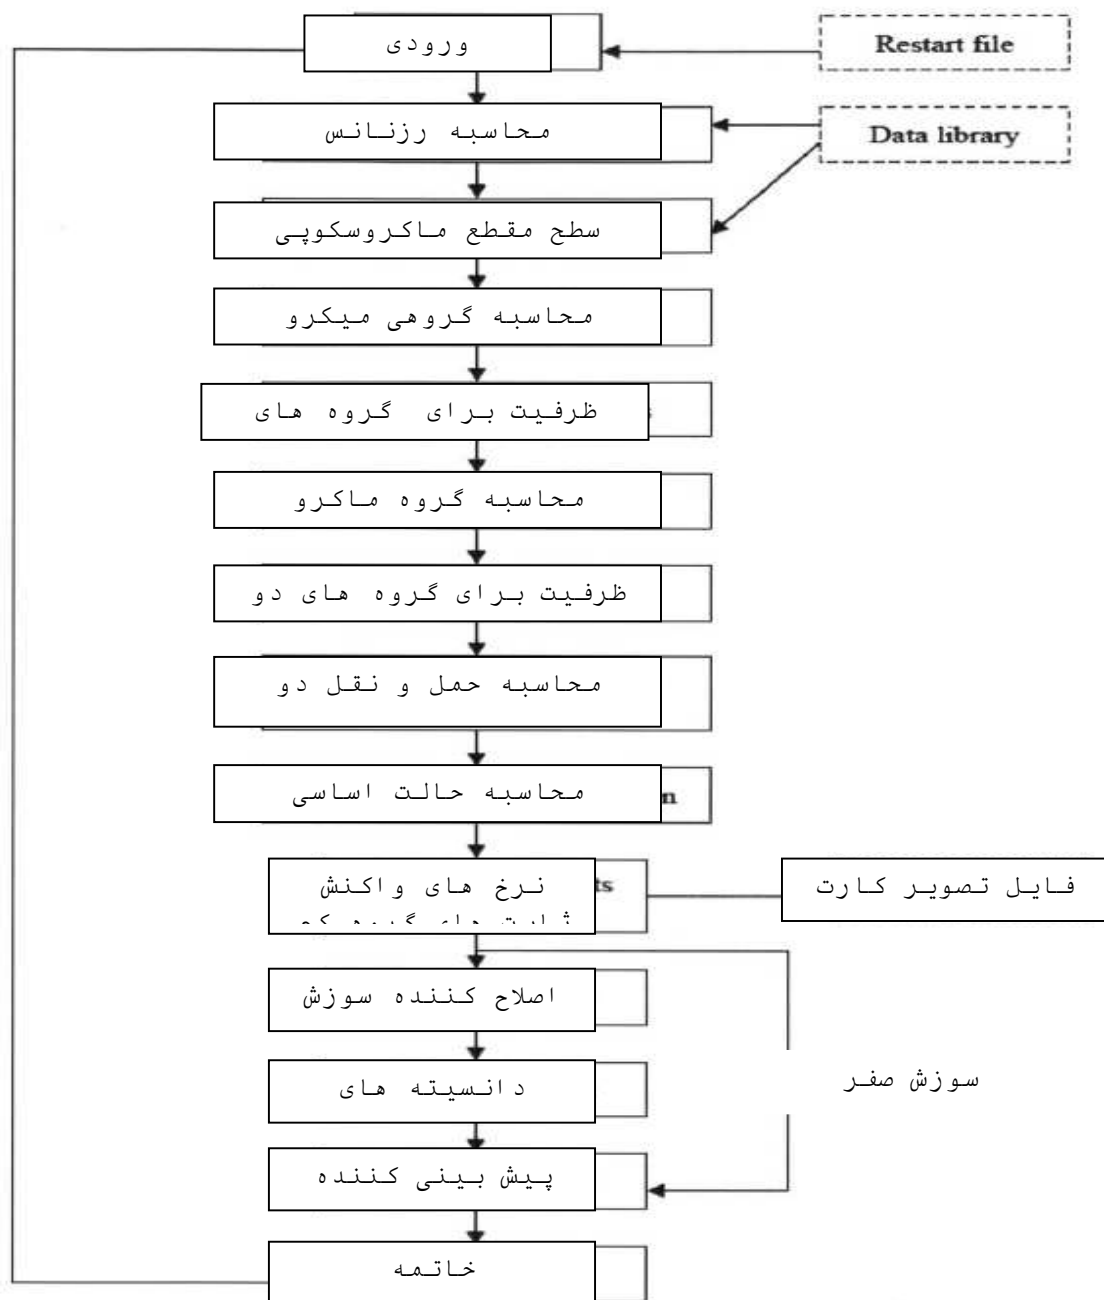 ورودی
Restart file
محاسبه رزنانس
Data library
سطح مقطع ماکروسکوپی
محاسبه گروهی میکرو
ظرفیت برای گروه های
محاسبه گروه ماکرو
ظرفیت برای گروه های دو
محاسبه حمل و نقل دو
محاسبه حالت اساسی
n
نرخ های واکنش
ts
فایل تصویر کارت
اصلاح کننده سوزش
دانسیته های
سوزش صفر
پیش بینی کننده
خاتمه